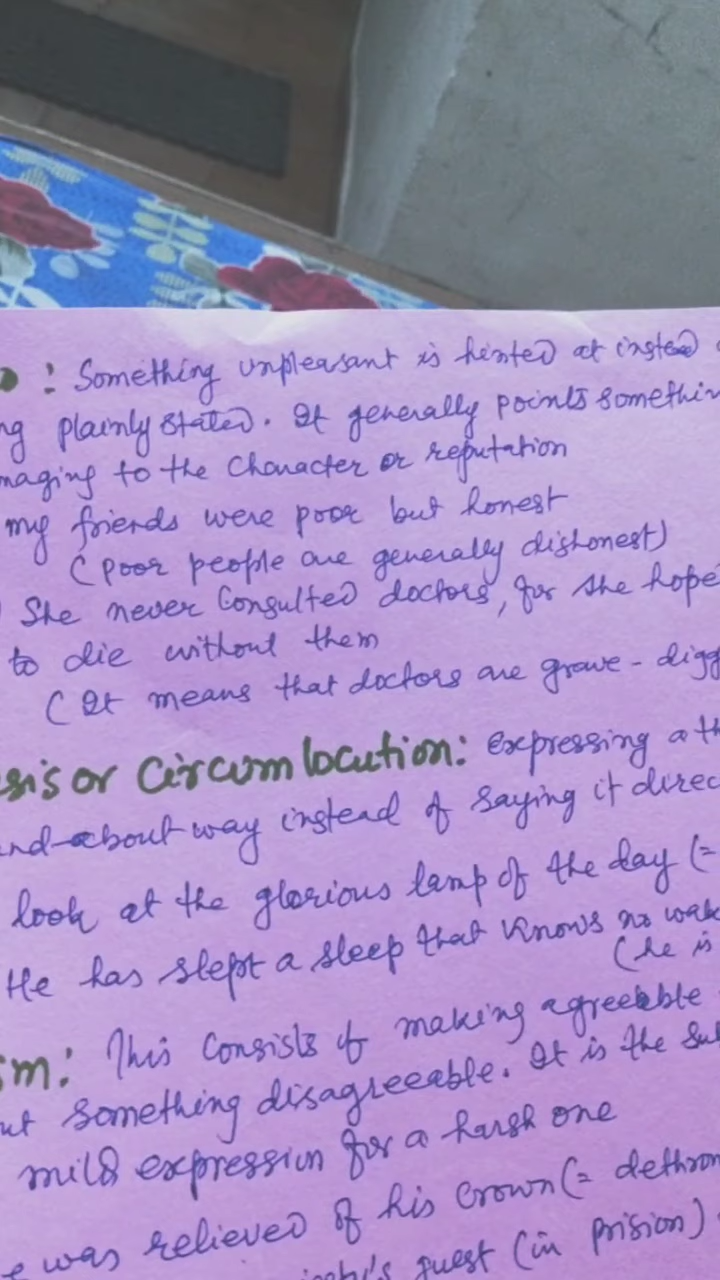 : Something unpleasant is hinted at instead
ng plainly stated. It generally points somethin
maging to the character or reputation
my friends were poor but honest
(poor people are generally dishonest)
She never consulted doctors, for she hope
to die without them
(It means that doctors are grave-digg
sis or circumlocution: expressing a th
und-about way instead of saying it direc
look at the glorious lamp of the day (=
He has slept a sleep that knows no wak
(he is
sm: This consists of making agreeable
ut something disagreeable. It is the sub
mild expression for a harsh one
e was relieved of his crown (= dethron
guest (in prision)